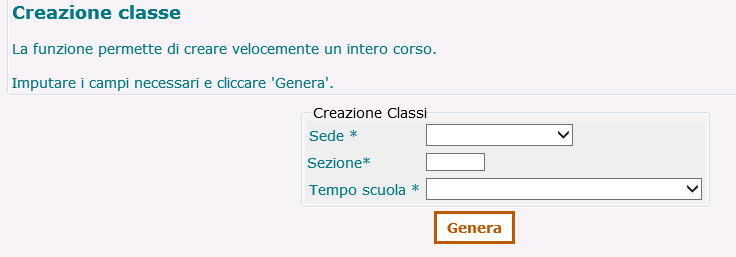 Creazione classe
La funzione permette di creare velocemente un intero corso.
Imputare i campi necessari e cliccare 'Genera'.
Creazione Classi
Sede *
Sezione*
Tempo scuola *
Genera